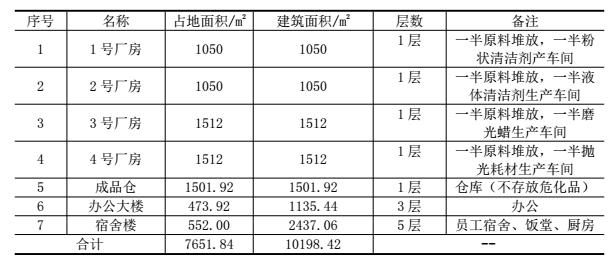 序号 名称 占地面积/㎡ 建筑面积/㎡ 层数 备注
1 1号厂房 1050 1050 1层 一半原料堆放，一半粉
状清洁剂产车间
2 2号厂房 1050 1050 1层 一半原料堆放，一半液
体清洁剂生产车间
3 3号厂房 1512 1512 1层 一半原料堆放，一半磨
光蜡生产车间
4 4号厂房 1512 1512 1层 一半原料堆放，一半抛
光耗材生产车间
5 成品仓 1501.92 1501.92 1层 仓库（不存放危化品）
6 办公大楼 473.92 1135.44 3层 办公
7 宿舍楼 552.00 2437.06 5层 员工宿舍、饭堂、厨房
合计 7651.84 10198.42 --